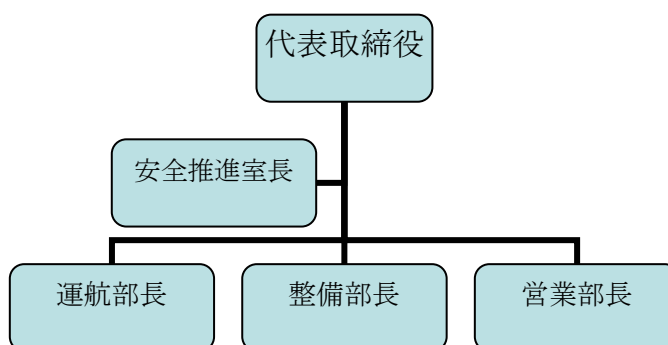 代表取締役
安全推進室長
運航部長
整備部長
営業部長